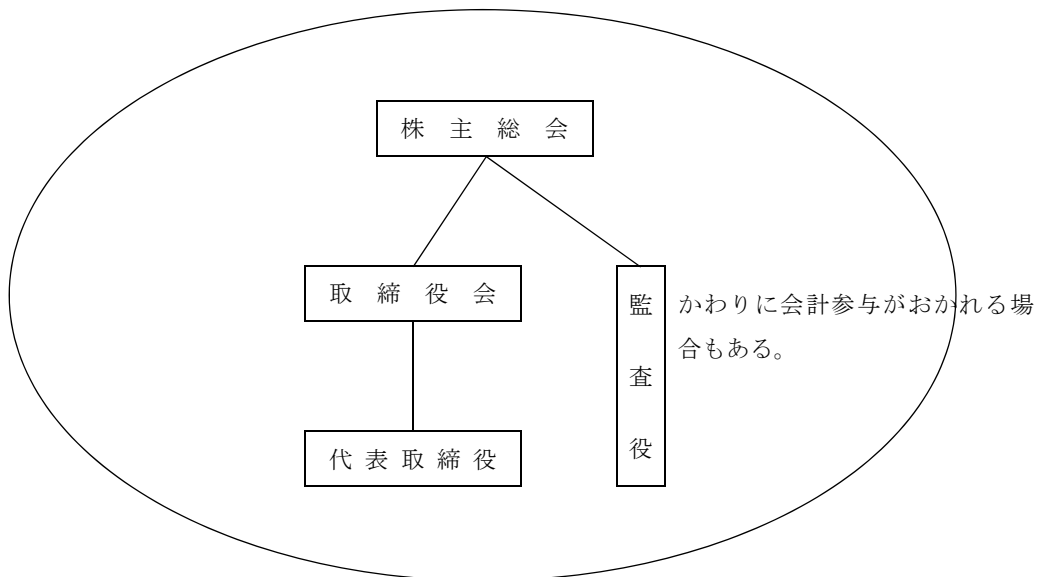 株主総会
取締役会
監査役
かわりに会計参与がおかれる場
合もある。
代表取締役